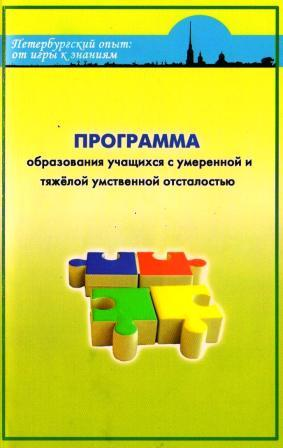 Петербургский опыт:
от игры к знаниям
ПРОГРАММА
образования учащихся с умеренной и
тяжёлой умственной отсталостью